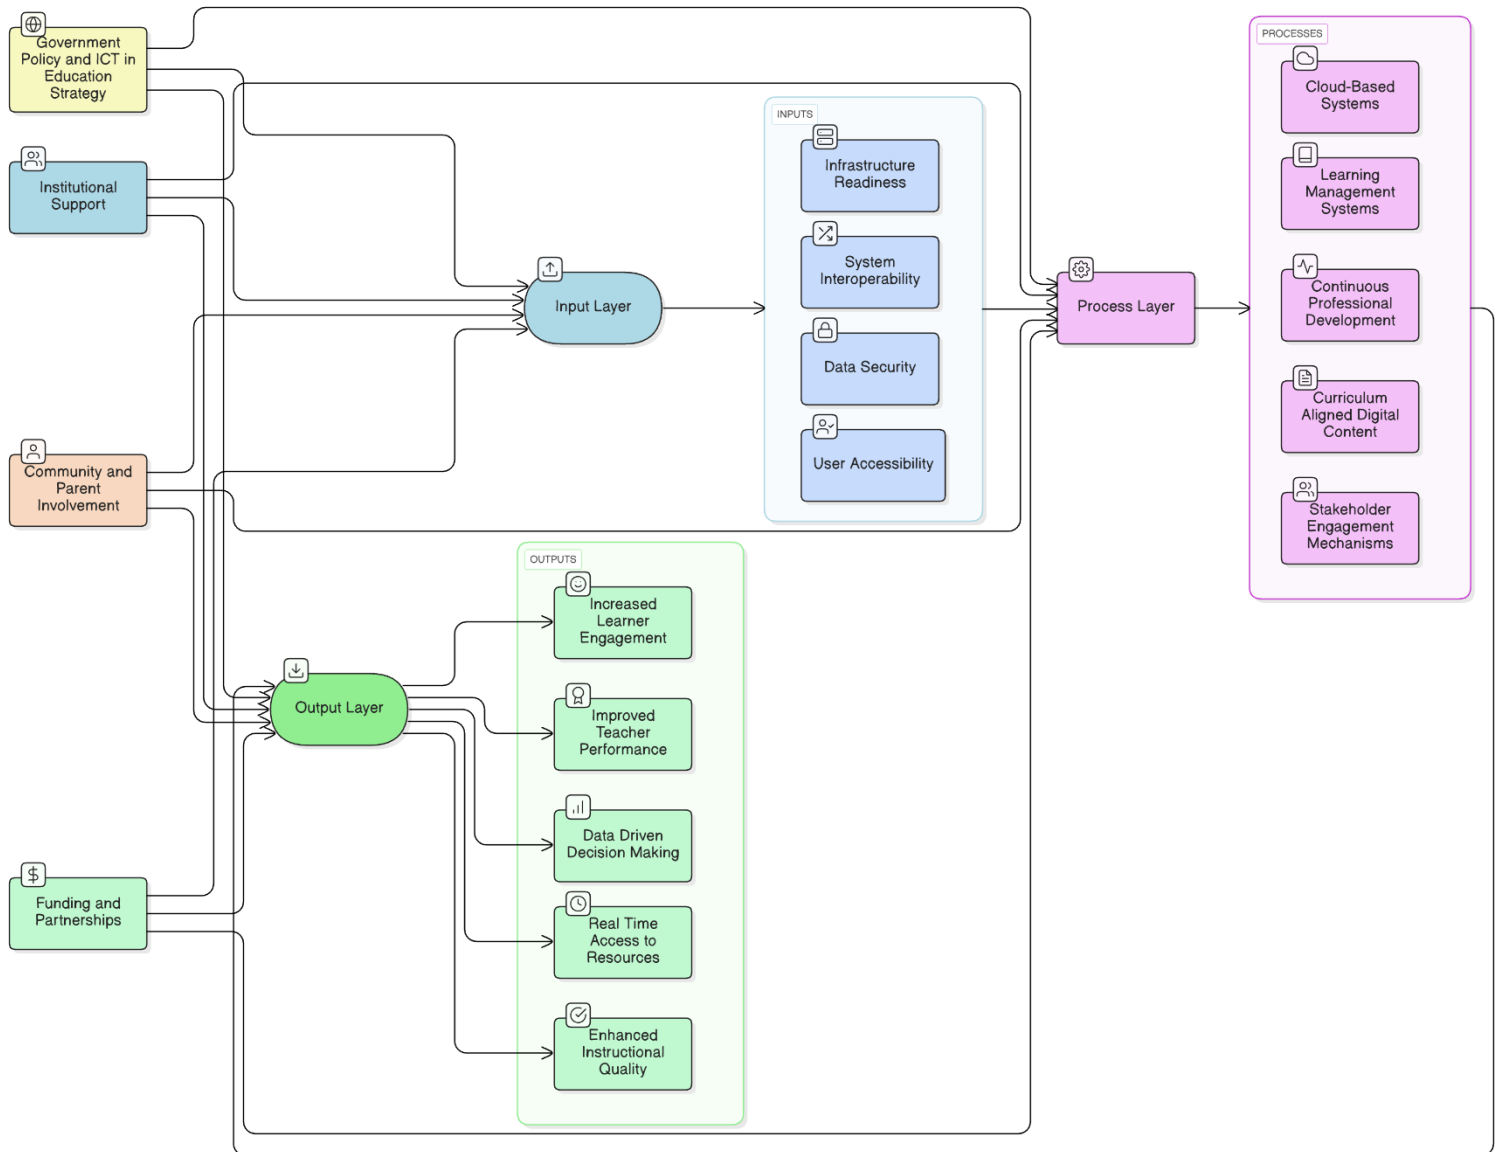 Government
Policy and ICT in
Education
Strategy
Institutional
Support
Community and
Parent
Involvement
Funding and
Partnerships
Input Layer
Output Layer
INPUTS
Infrastructure
Readiness
System
Interoperability
Data Security
User Accessibility
OUTPUTS
Increased
Learner
Engagement
Improved
Teacher
Performance
Data Driven
Decision Making
Real Time
Access to
Resources
Enhanced
Instructional
Quality
Process Layer
PROCESSES
Cloud-Based
Systems
Learning
Management
Systems
Continuous
Professional
Development
Curriculum
Aligned Digital
Content
Stakeholder
Engagement
Mechanisms